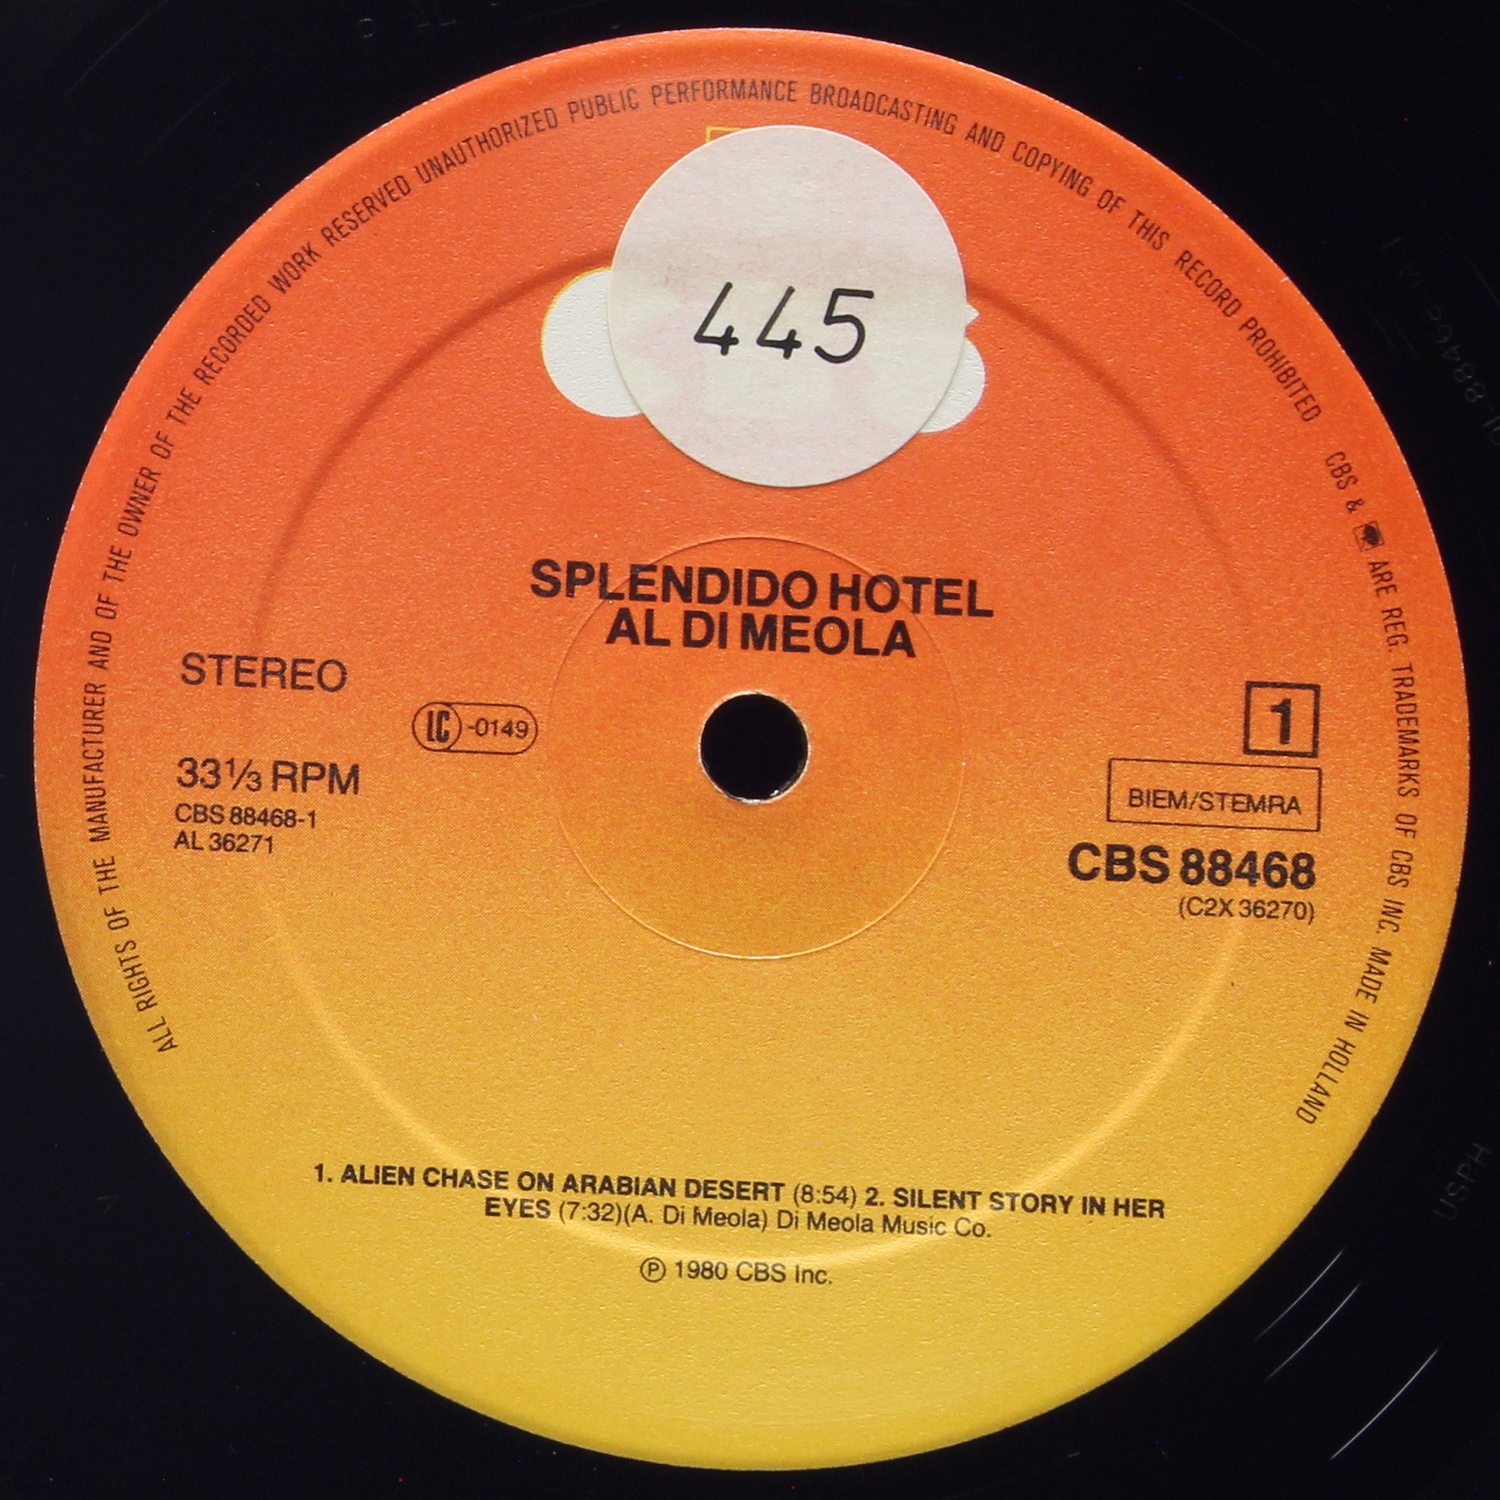 ALL RIGHTS OF THE MANUFACTURER AND OF THE OWNER OF THE RECORDED WORK RESERVED UNAUTHORIZED PUBLIC PERFORMANCE BROADCASTING AND COPYING OF THIS RECORD PROHIBITED CBS & ARE REG. TRADEMARKS OF CBS INC. MADE IN HOLLAND
445
SPLENDIDO HOTEL
AL DI MEOLA
STEREO
LC -0149
33⅓ RPM
CBS 88468-1
AL 36271
1
BIEM/STEMRA
CBS 88468
(C2X 36270)
1. ALIEN CHASE ON ARABIAN DESERT (8:54) 2. SILENT STORY IN HER
EYES (7:32)(A. Di Meola) Di Meola Music Co.
Ⓟ 1980 CBS Inc.